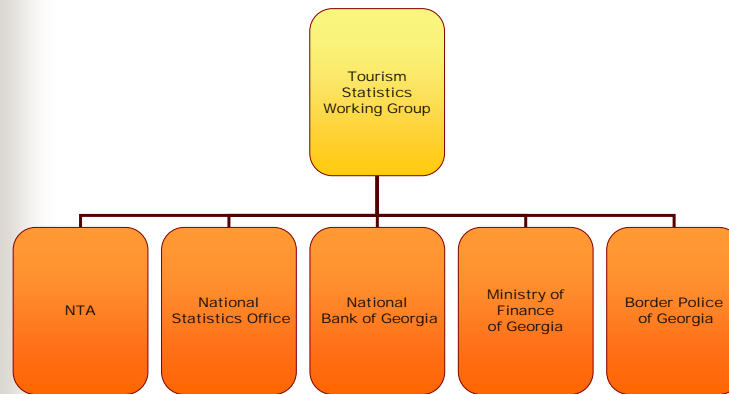 Tourism
Statistics
Working Group
NTA
National
Statistics Office
National
Bank of Georgia
Ministry of
Finance
of Georgia
Border Police
of Georgia